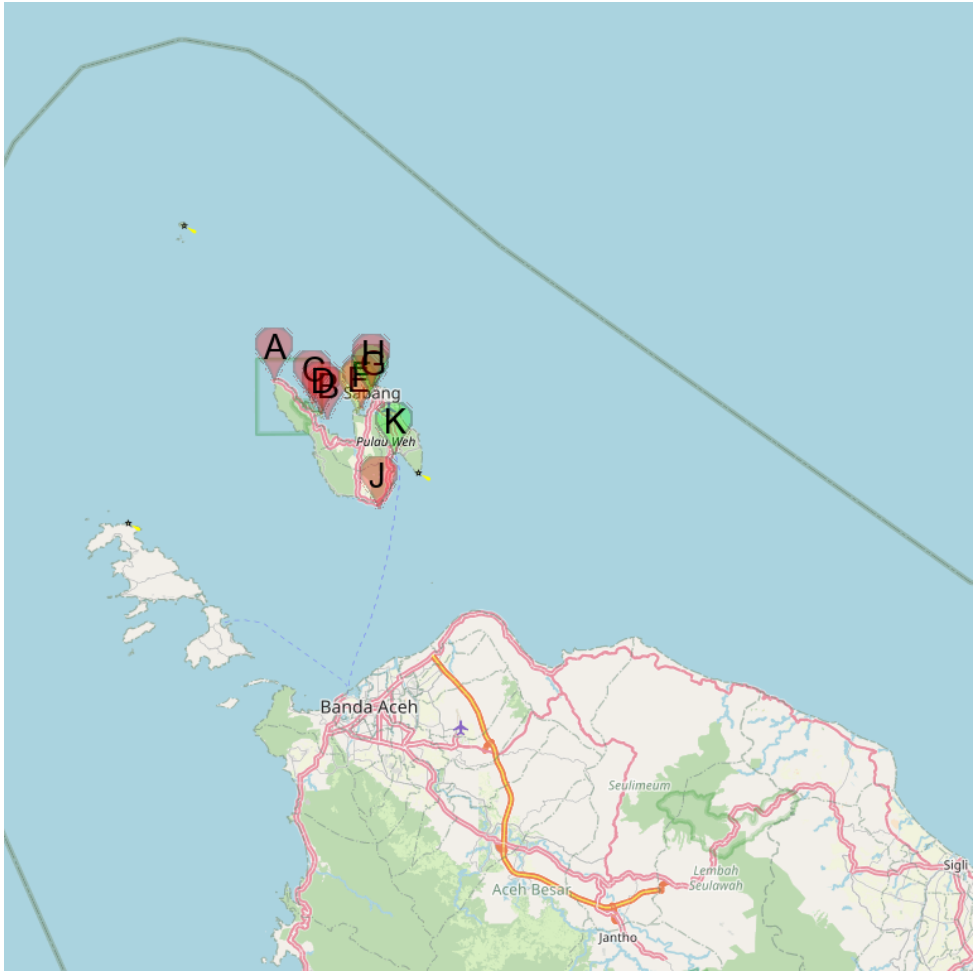 A
H
C
G
D
E
B
Sabang
K
Pulau Weh
J
Banda Aceh
Seulimeum
Sigli
Lembah
Seulawah
Aceh Besar
Jantho